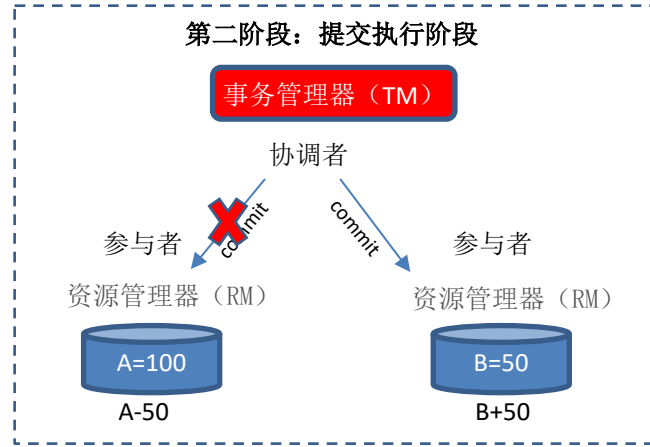 第二阶段：提交执行阶段
事务管理器（TM）
协调者
commit
commit
参与者
参与者
资源管理器（RM）
资源管理器（RM）
A=100
B=50
A-50
B+50